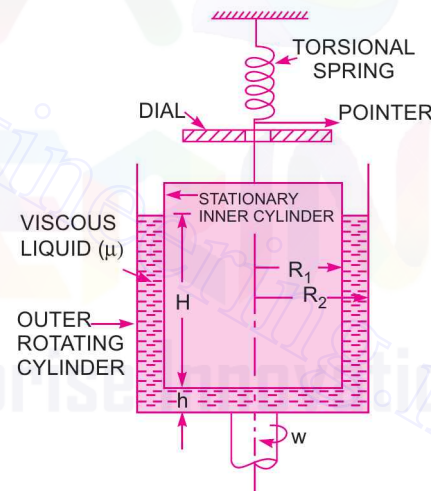 TORSIONAL
SPRING
DIAL
POINTER
STATIONARY
INNER CYLINDER
VISCOUS
LIQUID (μ)
R1
R2
H
OUTER
ROTATING
CYLINDER
h
w